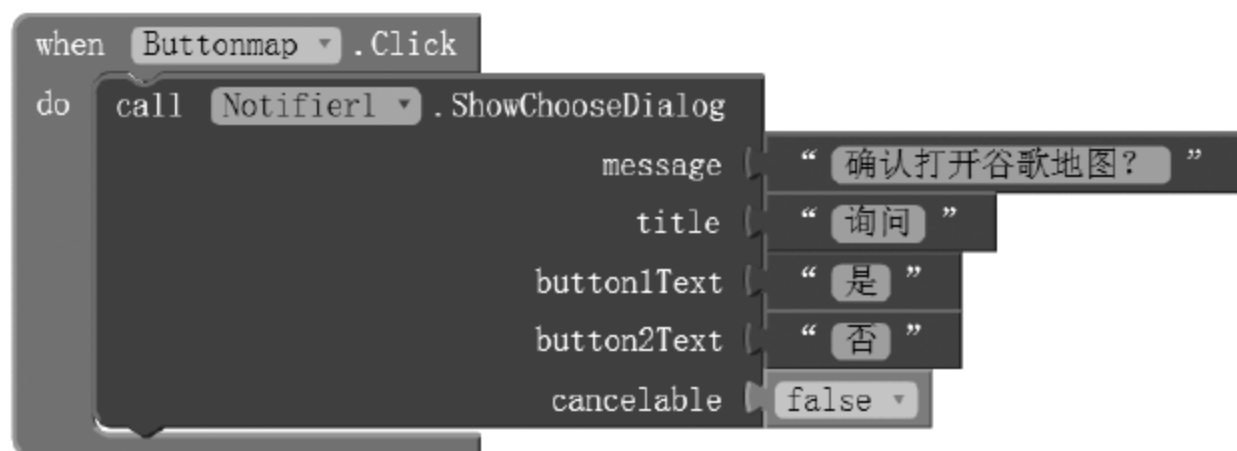 when Buttonmap .Click
do call Notifier1 .ShowChooseDialog
message “ 确认打开谷歌地图? ”
title “ 询问 ”
button1Text “ 是 ”
button2Text “ 否 ”
cancelable false